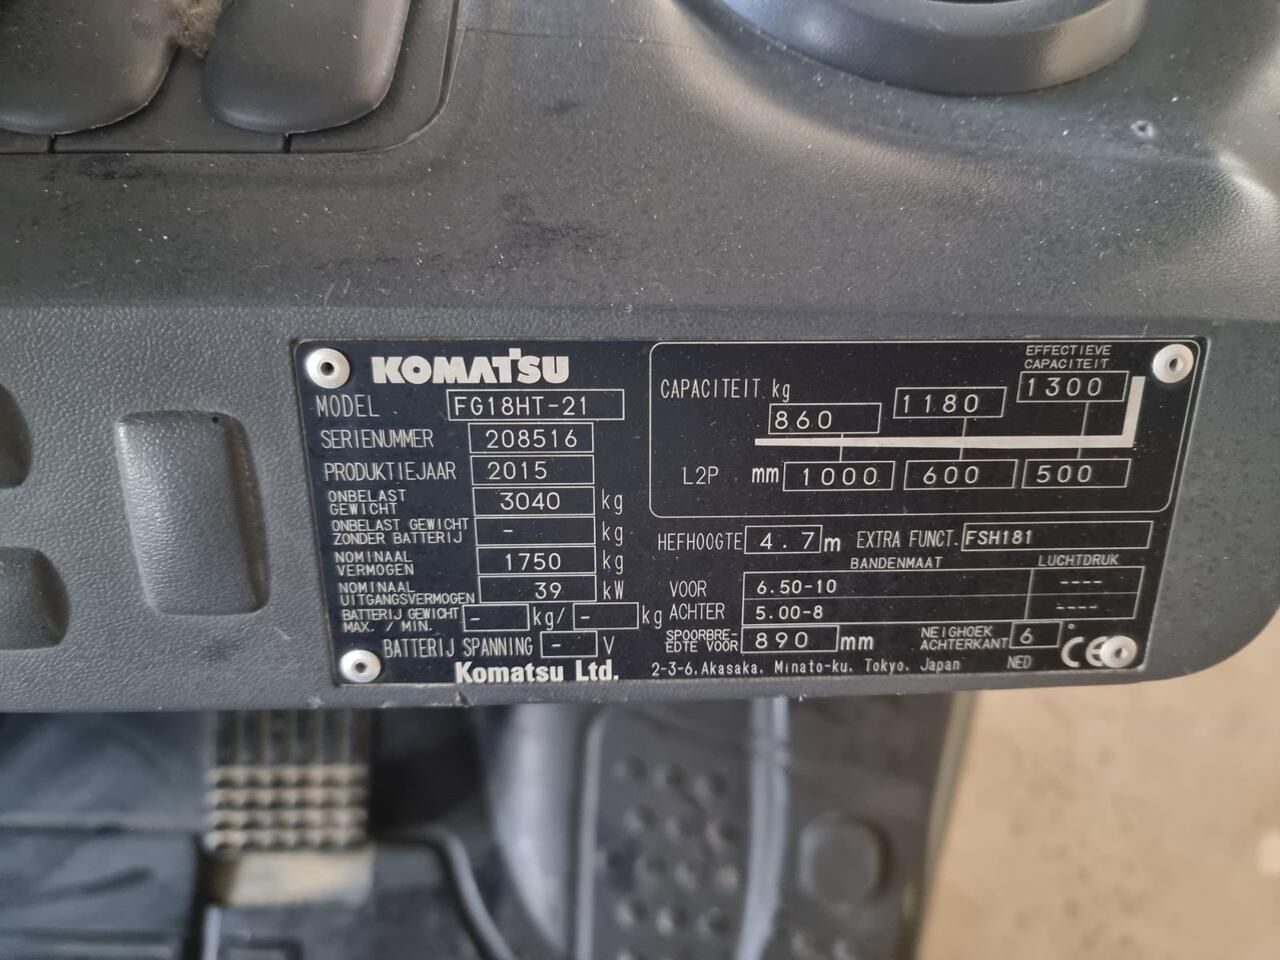 KOMATSU
MODEL FG18HT-21
SERIENUMMER 208516
PRODUKTIEJAAR 2015
ONBELAST
GEWICHT 3040 kg
ONBELAST GEWICHT
ZONDER BATTERIJ - kg
NOMINAAL
VERMOGEN 1750 kg
NOMINAAL
UITGANGSVERMOGEN 39 kW
BATTERIJ GEWICHT
MAX. / MIN. - kg/ - kg
BATTERIJ SPANNING - V
EFFECTIEVE
CAPACITEIT
CAPACITEIT kg 860 1180 1300
L2P mm 1000 600 500
HEFHOOGTE 4.7 m EXTRA FUNCT. FSH181
BANDENMAAT LUCHTDRUK
VOOR 6.50-10 ----
ACHTER 5.00-8 ----
SPOORBRE-
EDTE VOOR 890 mm
NEIGHOEK
ACHTERKANT 6 °
Komatsu Ltd. 2-3-6, Akasaka, Minato-ku, Tokyo, Japan NED CE